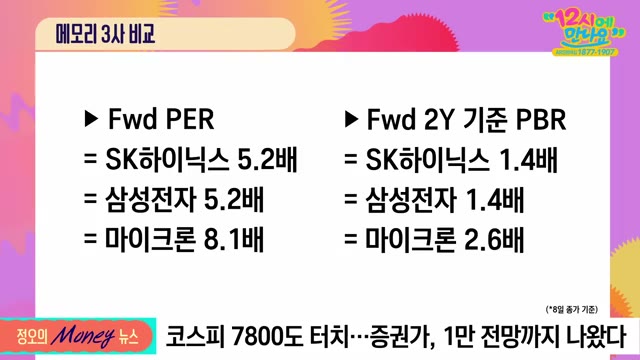 메모리 3사 비교
"12시에
만나요"
1877-1907
▶ Fwd PER
= SK하이닉스 5.2배
= 삼성전자 5.2배
= 마이크론 8.1배
▶ Fwd 2Y 기준 PBR
= SK하이닉스 1.4배
= 삼성전자 1.4배
= 마이크론 2.6배
(*8일 종가 기준)
정오의 Money 뉴스
코스피 7800도 터치…증권가, 1만 전망까지 나왔다